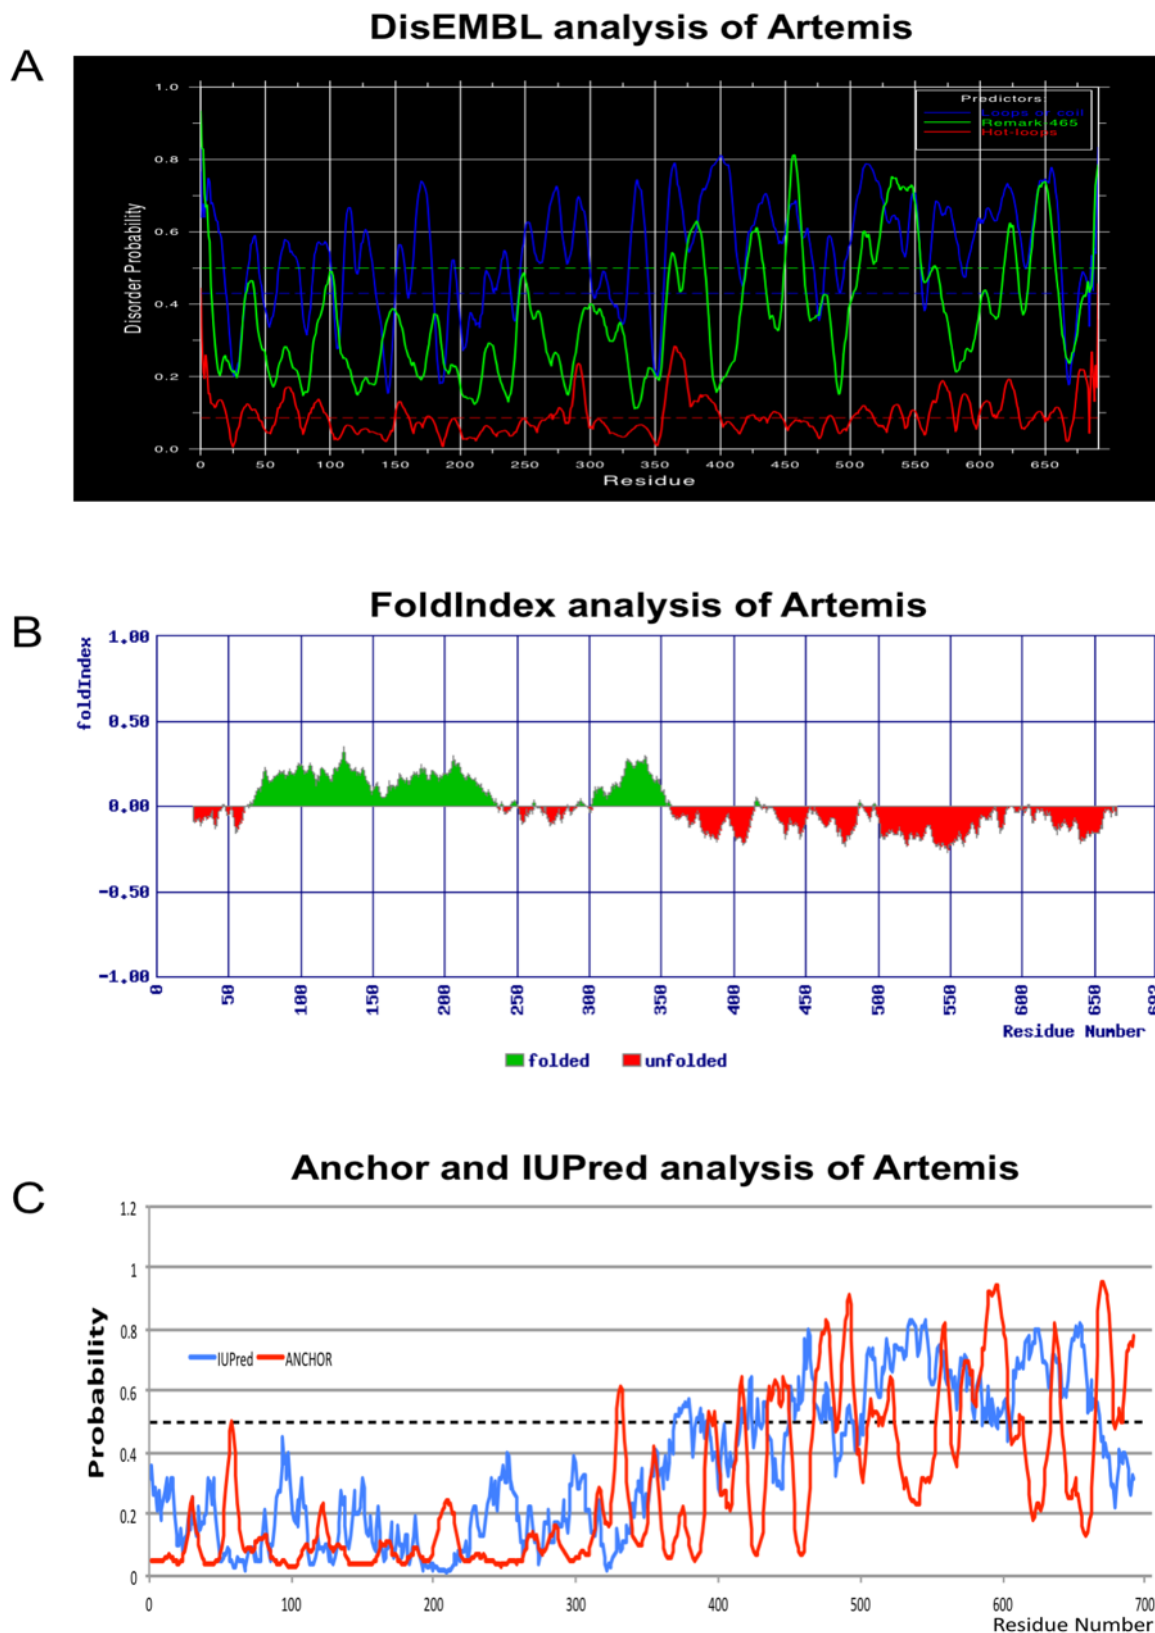 DisEMBL analysis of Artemis
A
1.0
0.8
0.6
0.4
0.2
0.0
Disorder Probability
Predictors
Loops or coil
Remark-465
Hot-loops
0 50 100 150 200 250 300 350 400 450 500 550 600 650
Residue
FoldIndex analysis of Artemis
B
foldIndex
1.00
0.50
0.00
-0.50
-1.00
0 50 100 150 200 250 300 350 400 450 500 550 600 650 692
Residue Number
folded unfolded
Anchor and IUPred analysis of Artemis
C
1.2
1
0.8
0.6
0.4
0.2
0
Probability
IUPred ANCHOR
0 100 200 300 400 500 600 700
Residue Number